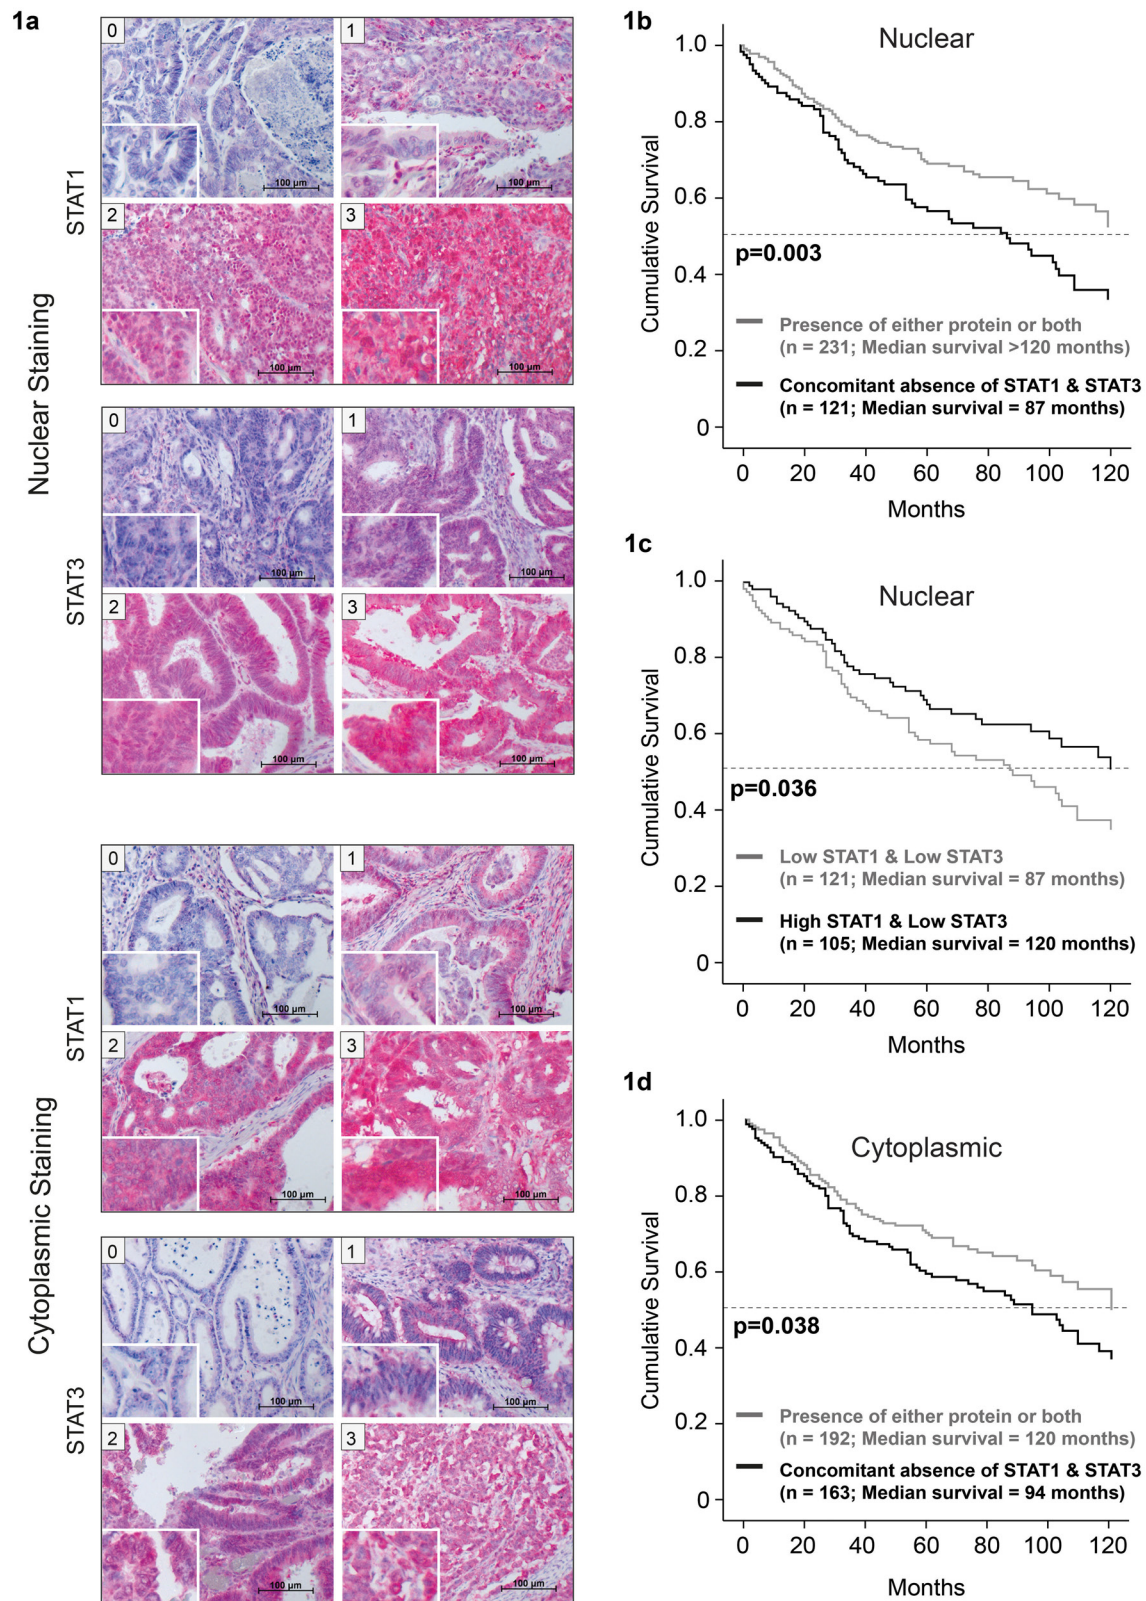 1a
Nuclear Staining
STAT1
0
100 µm
1
100 µm
2
100 µm
3
100 µm
STAT3
0
100 µm
1
100 µm
2
100 µm
3
100 µm
Cytoplasmic Staining
STAT1
0
100 µm
1
100 µm
2
100 µm
3
100 µm
STAT3
0
100 µm
1
100 µm
2
100 µm
3
100 µm
1b
Nuclear
Cumulative Survival
1.0
0.8
0.6
0.4
0.2
0
p=0.003
Presence of either protein or both
(n = 231; Median survival >120 months)
Concomitant absence of STAT1 & STAT3
(n = 121; Median survival = 87 months)
0 20 40 60 80 100 120
Months
1c
Nuclear
Cumulative Survival
1.0
0.8
0.6
0.4
0.2
0
p=0.036
Low STAT1 & Low STAT3
(n = 121; Median survival = 87 months)
High STAT1 & Low STAT3
(n = 105; Median survival = 120 months)
0 20 40 60 80 100 120
Months
1d
Cytoplasmic
Cumulative Survival
1.0
0.8
0.6
0.4
0.2
0
p=0.038
Presence of either protein or both
(n = 192; Median survival = 120 months)
Concomitant absence of STAT1 & STAT3
(n = 163; Median survival = 94 months)
0 20 40 60 80 100 120
Months